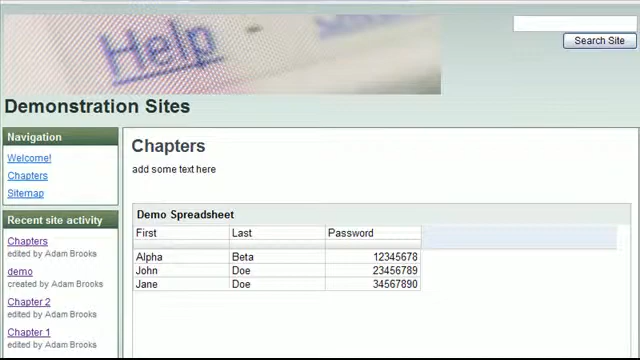 Help
Search Site
Demonstration Sites
Navigation
Welcome!
Chapters
Sitemap
Recent site activity
Chapters
edited by Adam Brooks
demo
created by Adam Brooks
Chapter 2
edited by Adam Brooks
Chapter 1
edited by Adam Brooks
Chapters
add some text here
Demo Spreadsheet
First Last Password
Alpha Beta 12345678
John Doe 23456789
Jane Doe 34567890